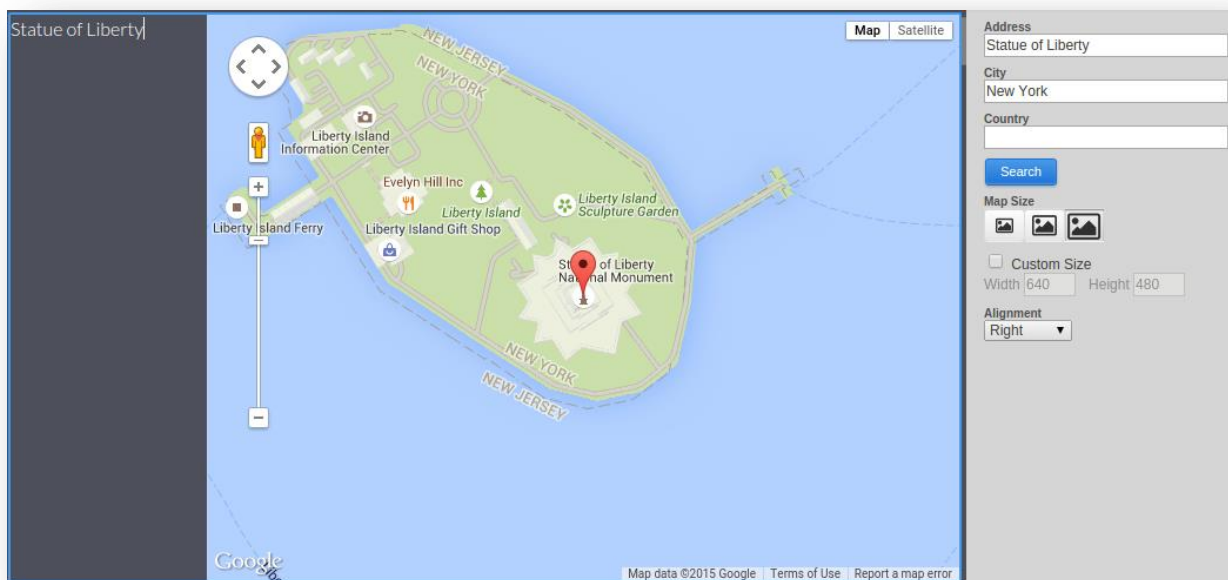 Statue of Liberty
Map
Satellite
NEW JERSEY
NEW YORK
Liberty Island
Information Center
Evelyn Hill Inc
Liberty Island
Liberty Island
Sculpture Garden
Liberty Island Ferry
Liberty Island Gift Shop
Statue of Liberty
National Monument
NEW YORK
NEW JERSEY
Google
Map data ©2015 Google
Terms of Use
Report a map error
Address
Statue of Liberty
City
New York
Country
Search
Map Size
Custom Size
Width 640 Height 480
Alignment
Right